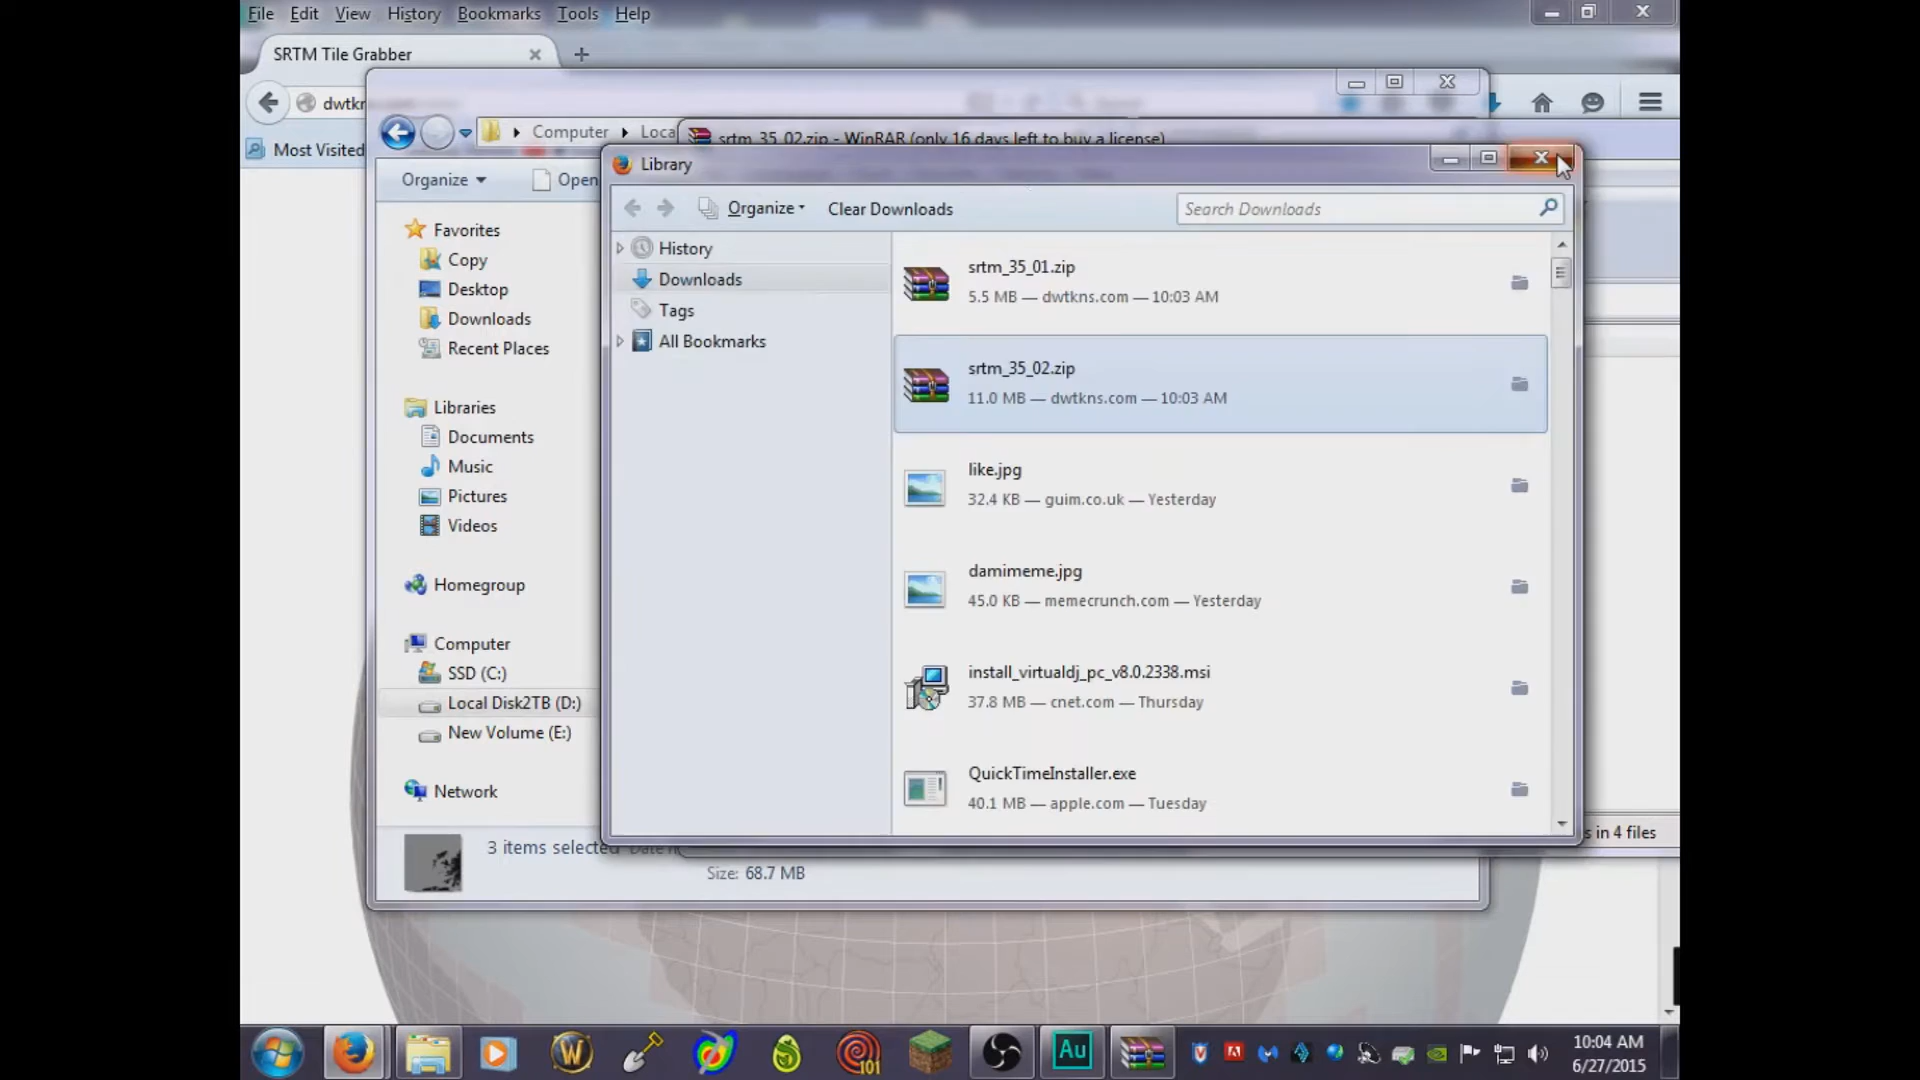 File Edit View History Bookmarks Tools Help
SRTM Tile Grabber
dwtkn
Computer Loca
srtm_35_02.zip - WinRAR (only 16 days left to buy a license)
Most Visited
Library
Organize Open
Organize Clear Downloads Search Downloads
Favorites
Copy
Desktop
Downloads
Recent Places
Libraries
Documents
Music
Pictures
Videos
Homegroup
Computer
SSD (C:)
Local Disk2TB (D:)
New Volume (E:)
Network
History
Downloads
Tags
All Bookmarks
srtm_35_01.zip
5.5 MB — dwtkns.com — 10:03 AM
srtm_35_02.zip
11.0 MB — dwtkns.com — 10:03 AM
like.jpg
32.4 KB — guim.co.uk — Yesterday
damimeme.jpg
45.0 KB — memecrunch.com — Yesterday
install_virtualdj_pc_v8.0.2338.msi
37.8 MB — cnet.com — Thursday
QuickTimeInstaller.exe
40.1 MB — apple.com — Tuesday
s in 4 files
3 items selected
Size: 68.7 MB
W
101
Au
10:04 AM
6/27/2015